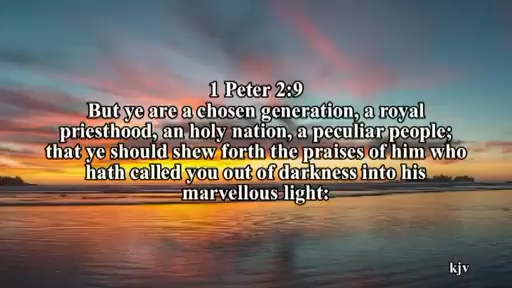 1 Peter 2:9
But ye are a chosen generation, a royal
priesthood, an holy nation, a peculiar people;
that ye should shew forth the praises of him who
hath called you out of darkness into his
marvellous light:
kjv